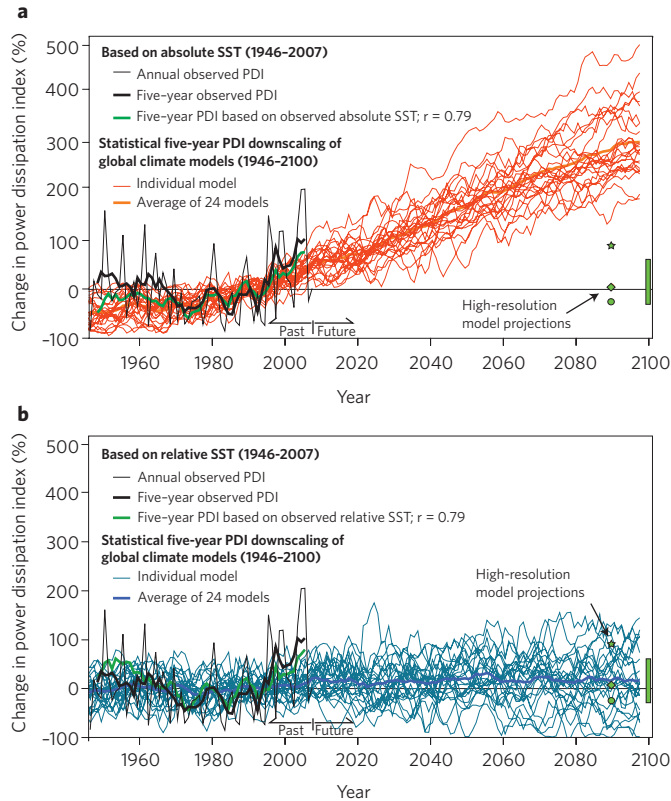 a
500
400
300
200
100
0
-100
Change in power dissipation index (%)
Based on absolute SST (1946–2007)
Annual observed PDI
Five-year observed PDI
Five-year PDI based on observed absolute SST; r = 0.79
Statistical five-year PDI downscaling of
global climate models (1946–2100)
Individual model
Average of 24 models
High-resolution
model projections
Past Future
1960 1980 2000 2020 2040 2060 2080 2100
Year
b
500
400
300
200
100
0
-100
Change in power dissipation index (%)
Based on relative SST (1946-2007)
Annual observed PDI
Five-year observed PDI
Five-year PDI based on observed relative SST; r = 0.79
Statistical five-year PDI downscaling of
global climate models (1946–2100)
Individual model
Average of 24 models
High-resolution
model projections
Past Future
1960 1980 2000 2020 2040 2060 2080 2100
Year